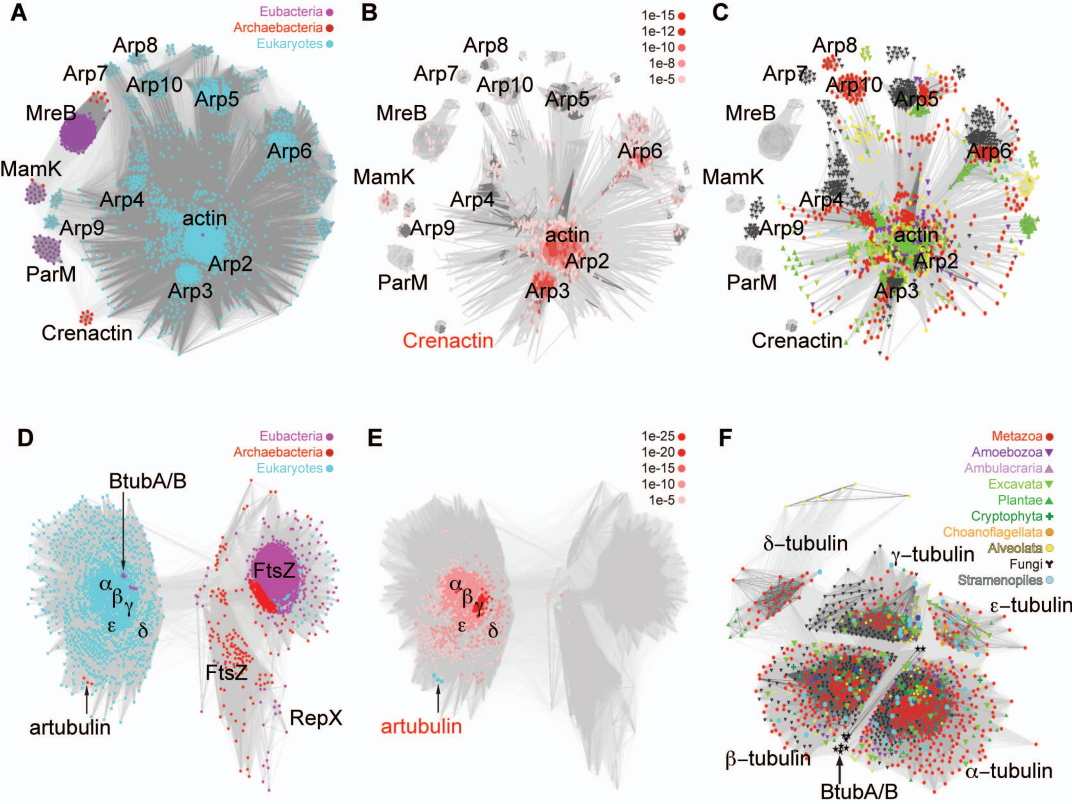 A
Eubacteria
Archaebacteria
Eukaryotes
Arp8
Arp7
Arp10
Arp5
MreB
Arp6
MamK
Arp4
actin
Arp9
Arp2
ParM
Arp3
Crenactin
B
1e-15
1e-12
1e-10
1e-8
1e-5
Arp8
Arp7
Arp10
Arp5
MreB
Arp6
MamK
Arp4
Arp9
actin
Arp2
ParM
Arp3
Crenactin
C
Arp8
Arp7
Arp10
Arp5
MreB
Arp6
MamK
Arp4
Arp9
actin
Arp2
ParM
Arp3
Crenactin
D
Eubacteria
Archaebacteria
Eukaryotes
BtubA/B
FtsZ
α
β
γ
ε
δ
FtsZ
RepX
artubulin
E
1e-25
1e-20
1e-15
1e-10
1e-5
α
β
γ
ε
δ
artubulin
F
Metazoa
Amoebozoa
Ambulacraria
Excavata
Plantae
Cryptophyta
Choanoflagellata
Alveolata
Fungi
Stramenopiles
δ−tubulin
γ−tubulin
ε−tubulin
β−tubulin
α−tubulin
BtubA/B